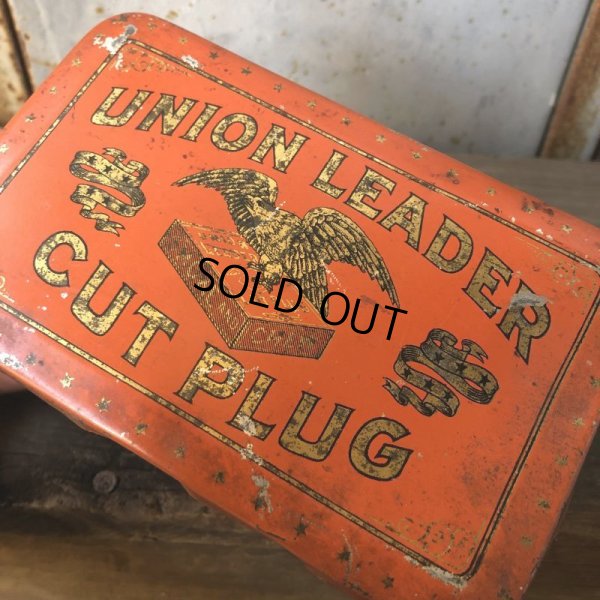 UNION LEADER
SOLD OUT
CUT PLUG